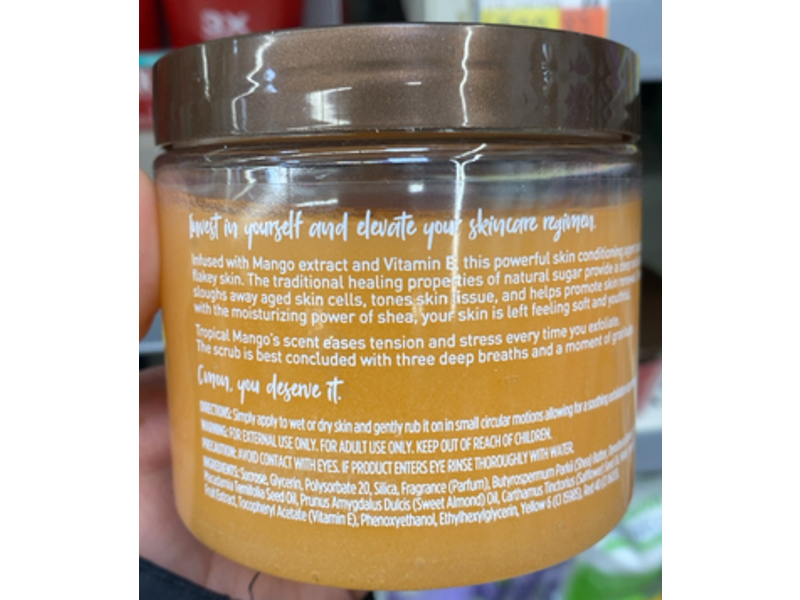 3X
Invest in yourself and elevate your skincare regimen.
Infused with Mango extract and Vitamin E, this powerful skin conditioning
flakey skin. The traditional healing properties of natural sugar provide a deep
sloughs away aged skin cells, tones skin tissue, and helps promote skin
with the moisturizing power of shea, your skin is left feeling soft and youthful.
Tropical Mango's scent eases tension and stress every time you exfoliate.
The scrub is best concluded with three deep breaths and a moment of gratitude
C'mon, you deserve it.
DIRECTIONS: Simply apply to wet or dry skin and gently rub it on in small circular motions allowing for a soothing
WARNING: FOR EXTERNAL USE ONLY. FOR ADULT USE ONLY. KEEP OUT OF REACH OF CHILDREN.
PRECAUTION: AVOID CONTACT WITH EYES. IF PRODUCT ENTERS EYE RINSE THOROUGHLY WITH WATER.
INGREDIENTS: Sucrose, Glycerin, Polysorbate 20, Silica, Fragrance (Parfum), Butyrospermum Parkii (Shea) Butter,
Macadamia Ternifolia Seed Oil, Prunus Amygdalus Dulcis (Sweet Almond) Oil, Carthamus Tinctorius (Safflower) Seed
Fruit Extract, Tocopheryl Acetate (Vitamin E), Phenoxyethanol, Ethylhexylglycerin, Yellow 6 (CI 15985), Red 40 (CI 16035).